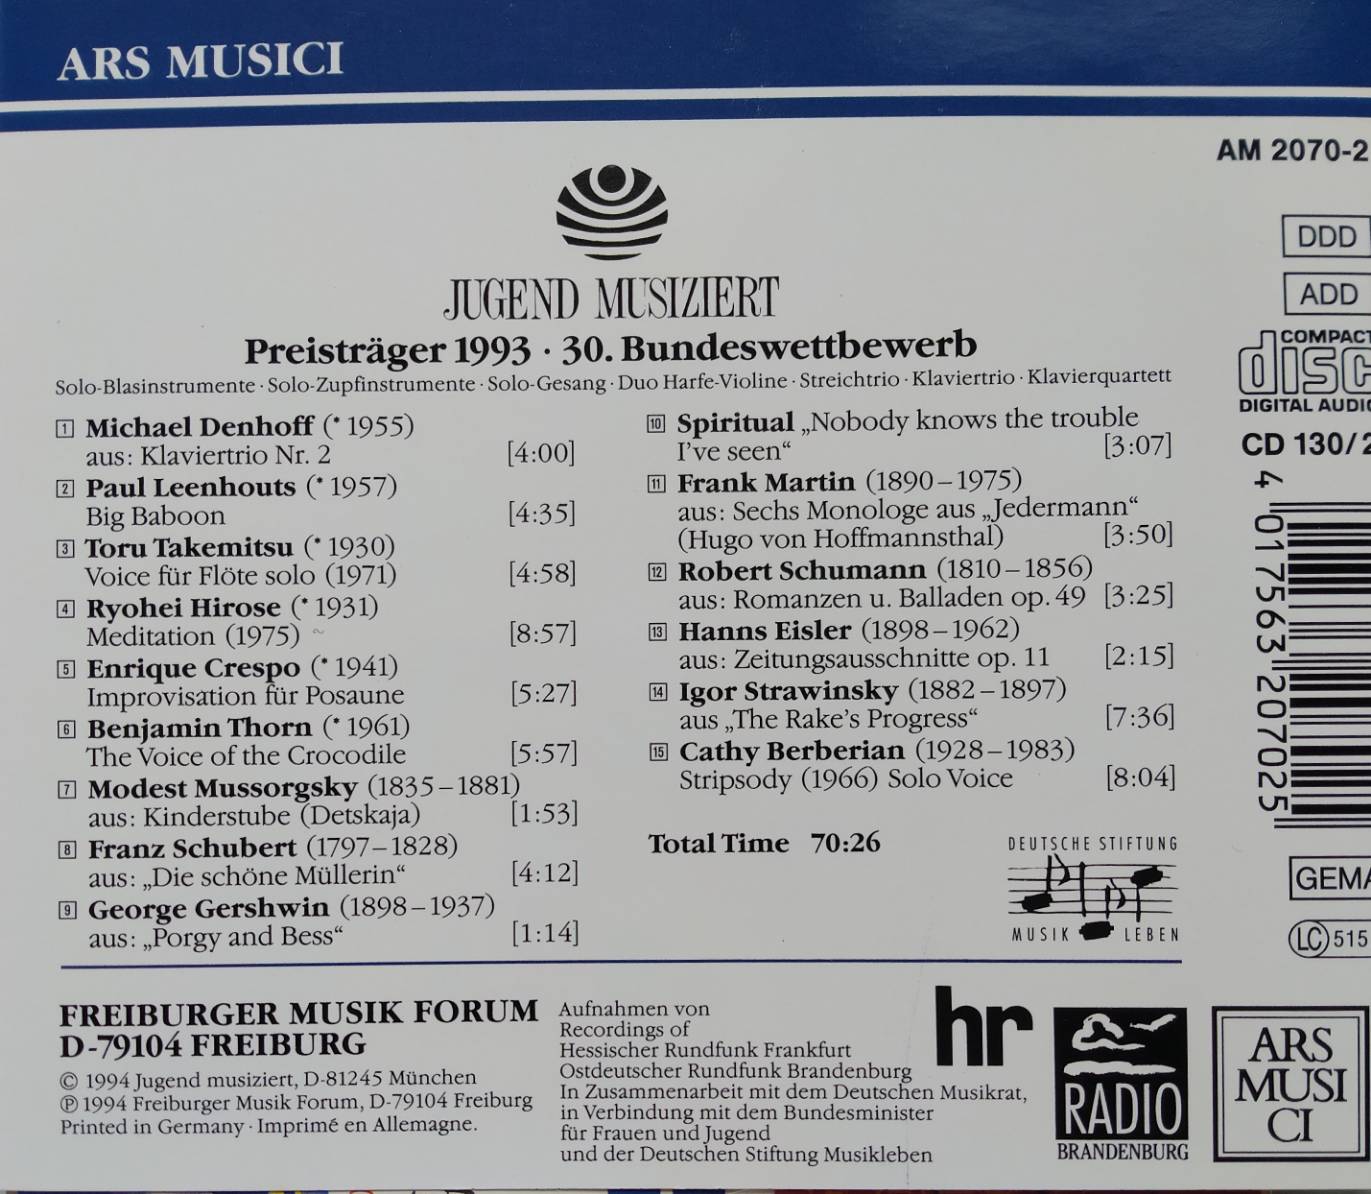 ARS MUSICI
AM 2070-2
DDD
ADD
COMPACT
disc
DIGITAL AUDIO
CD 130/2
4 017563 207025
GEMA
LC 515
JUGEND MUSIZIERT
Preisträger 1993 · 30. Bundeswettbewerb
Solo-Blasinstrumente · Solo-Zupfinstrumente · Solo-Gesang · Duo Harfe-Violine · Streichtrio · Klaviertrio · Klavierquartett
1 Michael Denhoff (* 1955)
aus: Klaviertrio Nr. 2 [4:00]
2 Paul Leenhouts (* 1957)
Big Baboon [4:35]
3 Toru Takemitsu (* 1930)
Voice für Flöte solo (1971) [4:58]
4 Ryohei Hirose (* 1931)
Meditation (1975) [8:57]
5 Enrique Crespo (* 1941)
Improvisation für Posaune [5:27]
6 Benjamin Thorn (* 1961)
The Voice of the Crocodile [5:57]
7 Modest Mussorgsky (1835–1881)
aus: Kinderstube (Detskaja) [1:53]
8 Franz Schubert (1797–1828)
aus: „Die schöne Müllerin“ [4:12]
9 George Gershwin (1898–1937)
aus: „Porgy and Bess“ [1:14]
10 Spiritual „Nobody knows the trouble
I've seen“ [3:07]
11 Frank Martin (1890–1975)
aus: Sechs Monologe aus „Jedermann“
(Hugo von Hoffmannsthal) [3:50]
12 Robert Schumann (1810–1856)
aus: Romanzen u. Balladen op. 49 [3:25]
13 Hanns Eisler (1898–1962)
aus: Zeitungsausschnitte op. 11 [2:15]
14 Igor Strawinsky (1882–1897)
aus „The Rake's Progress“ [7:36]
15 Cathy Berberian (1928–1983)
Stripsody (1966) Solo Voice [8:04]
Total Time 70:26
DEUTSCHE STIFTUNG
MUSIK LEBEN
FREIBURGER MUSIK FORUM
D-79104 FREIBURG
© 1994 Jugend musiziert, D-81245 München
℗ 1994 Freiburger Musik Forum, D-79104 Freiburg
Printed in Germany · Imprimé en Allemagne.
Aufnahmen von
Recordings of
Hessischer Rundfunk Frankfurt
Ostdeutscher Rundfunk Brandenburg
In Zusammenarbeit mit dem Deutschen Musikrat,
in Verbindung mit dem Bundesminister
für Frauen und Jugend
und der Deutschen Stiftung Musikleben
hr
RADIO
BRANDENBURG
ARS
MUSI
CI